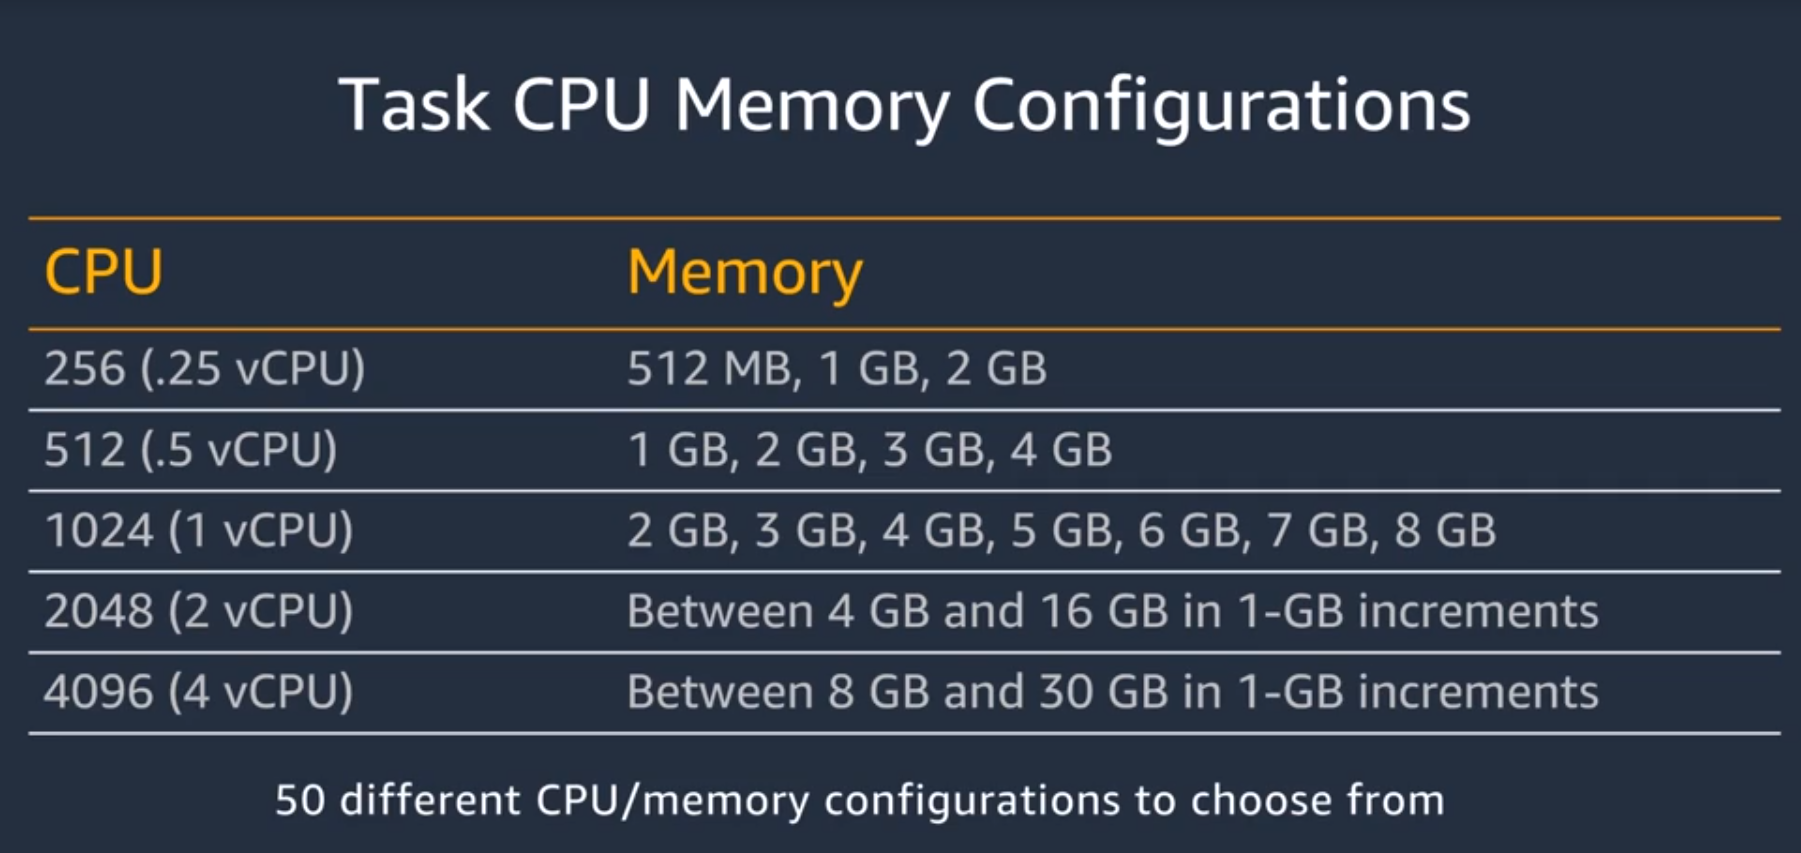 Task CPU Memory Configurations
CPU Memory
256 (.25 vCPU) 512 MB, 1 GB, 2 GB
512 (.5 vCPU) 1 GB, 2 GB, 3 GB, 4 GB
1024 (1 vCPU) 2 GB, 3 GB, 4 GB, 5 GB, 6 GB, 7 GB, 8 GB
2048 (2 vCPU) Between 4 GB and 16 GB in 1-GB increments
4096 (4 vCPU) Between 8 GB and 30 GB in 1-GB increments
50 different CPU/memory configurations to choose from